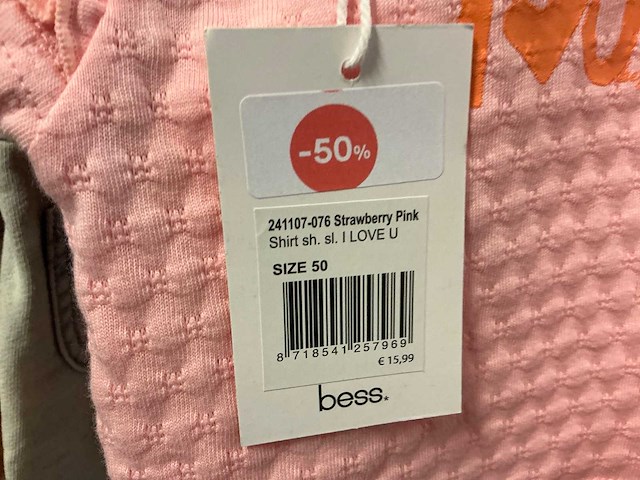 -50%
241107-076 Strawberry Pink
Shirt sh. sl. I LOVE U
SIZE 50
8 718541 257969
€ 15,99
bess*